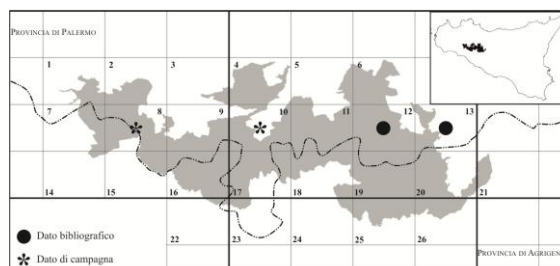 PROVINCIA DI PALERMO
1 2 3 4 5 6
7 8 9 10 11 12 13
14 15 16 17 18 19 20 21
22 23 24 25 26
Dato bibliografico
Dato di campagna
PROVINCIA DI AGRIGEN